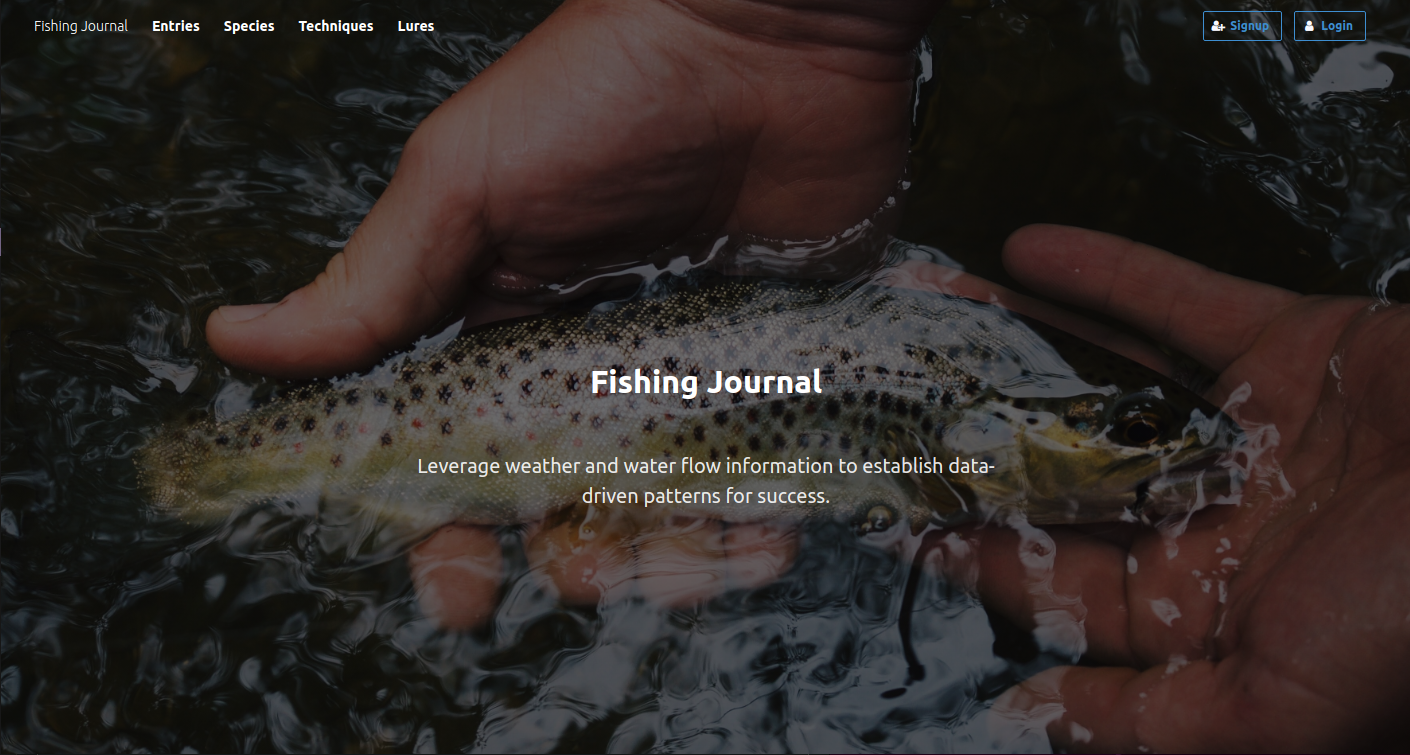 Fishing Journal Entries Species Techniques Lures Signup Login
Fishing Journal
Leverage weather and water flow information to establish data-
driven patterns for success.